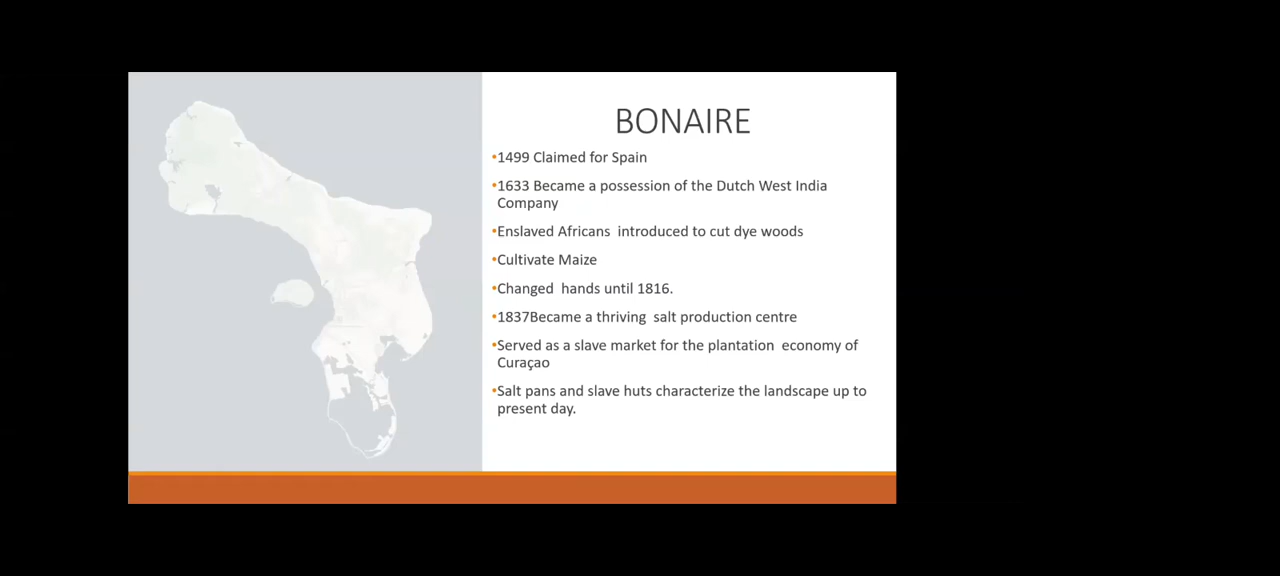 BONAIRE
•1499 Claimed for Spain
•1633 Became a possession of the Dutch West India
Company
•Enslaved Africans  introduced to cut dye woods
•Cultivate Maize
•Changed  hands until 1816.
•1837Became a thriving  salt production centre
•Served as a slave market for the plantation  economy of
Curaçao
•Salt pans and slave huts characterize the landscape up to
present day.